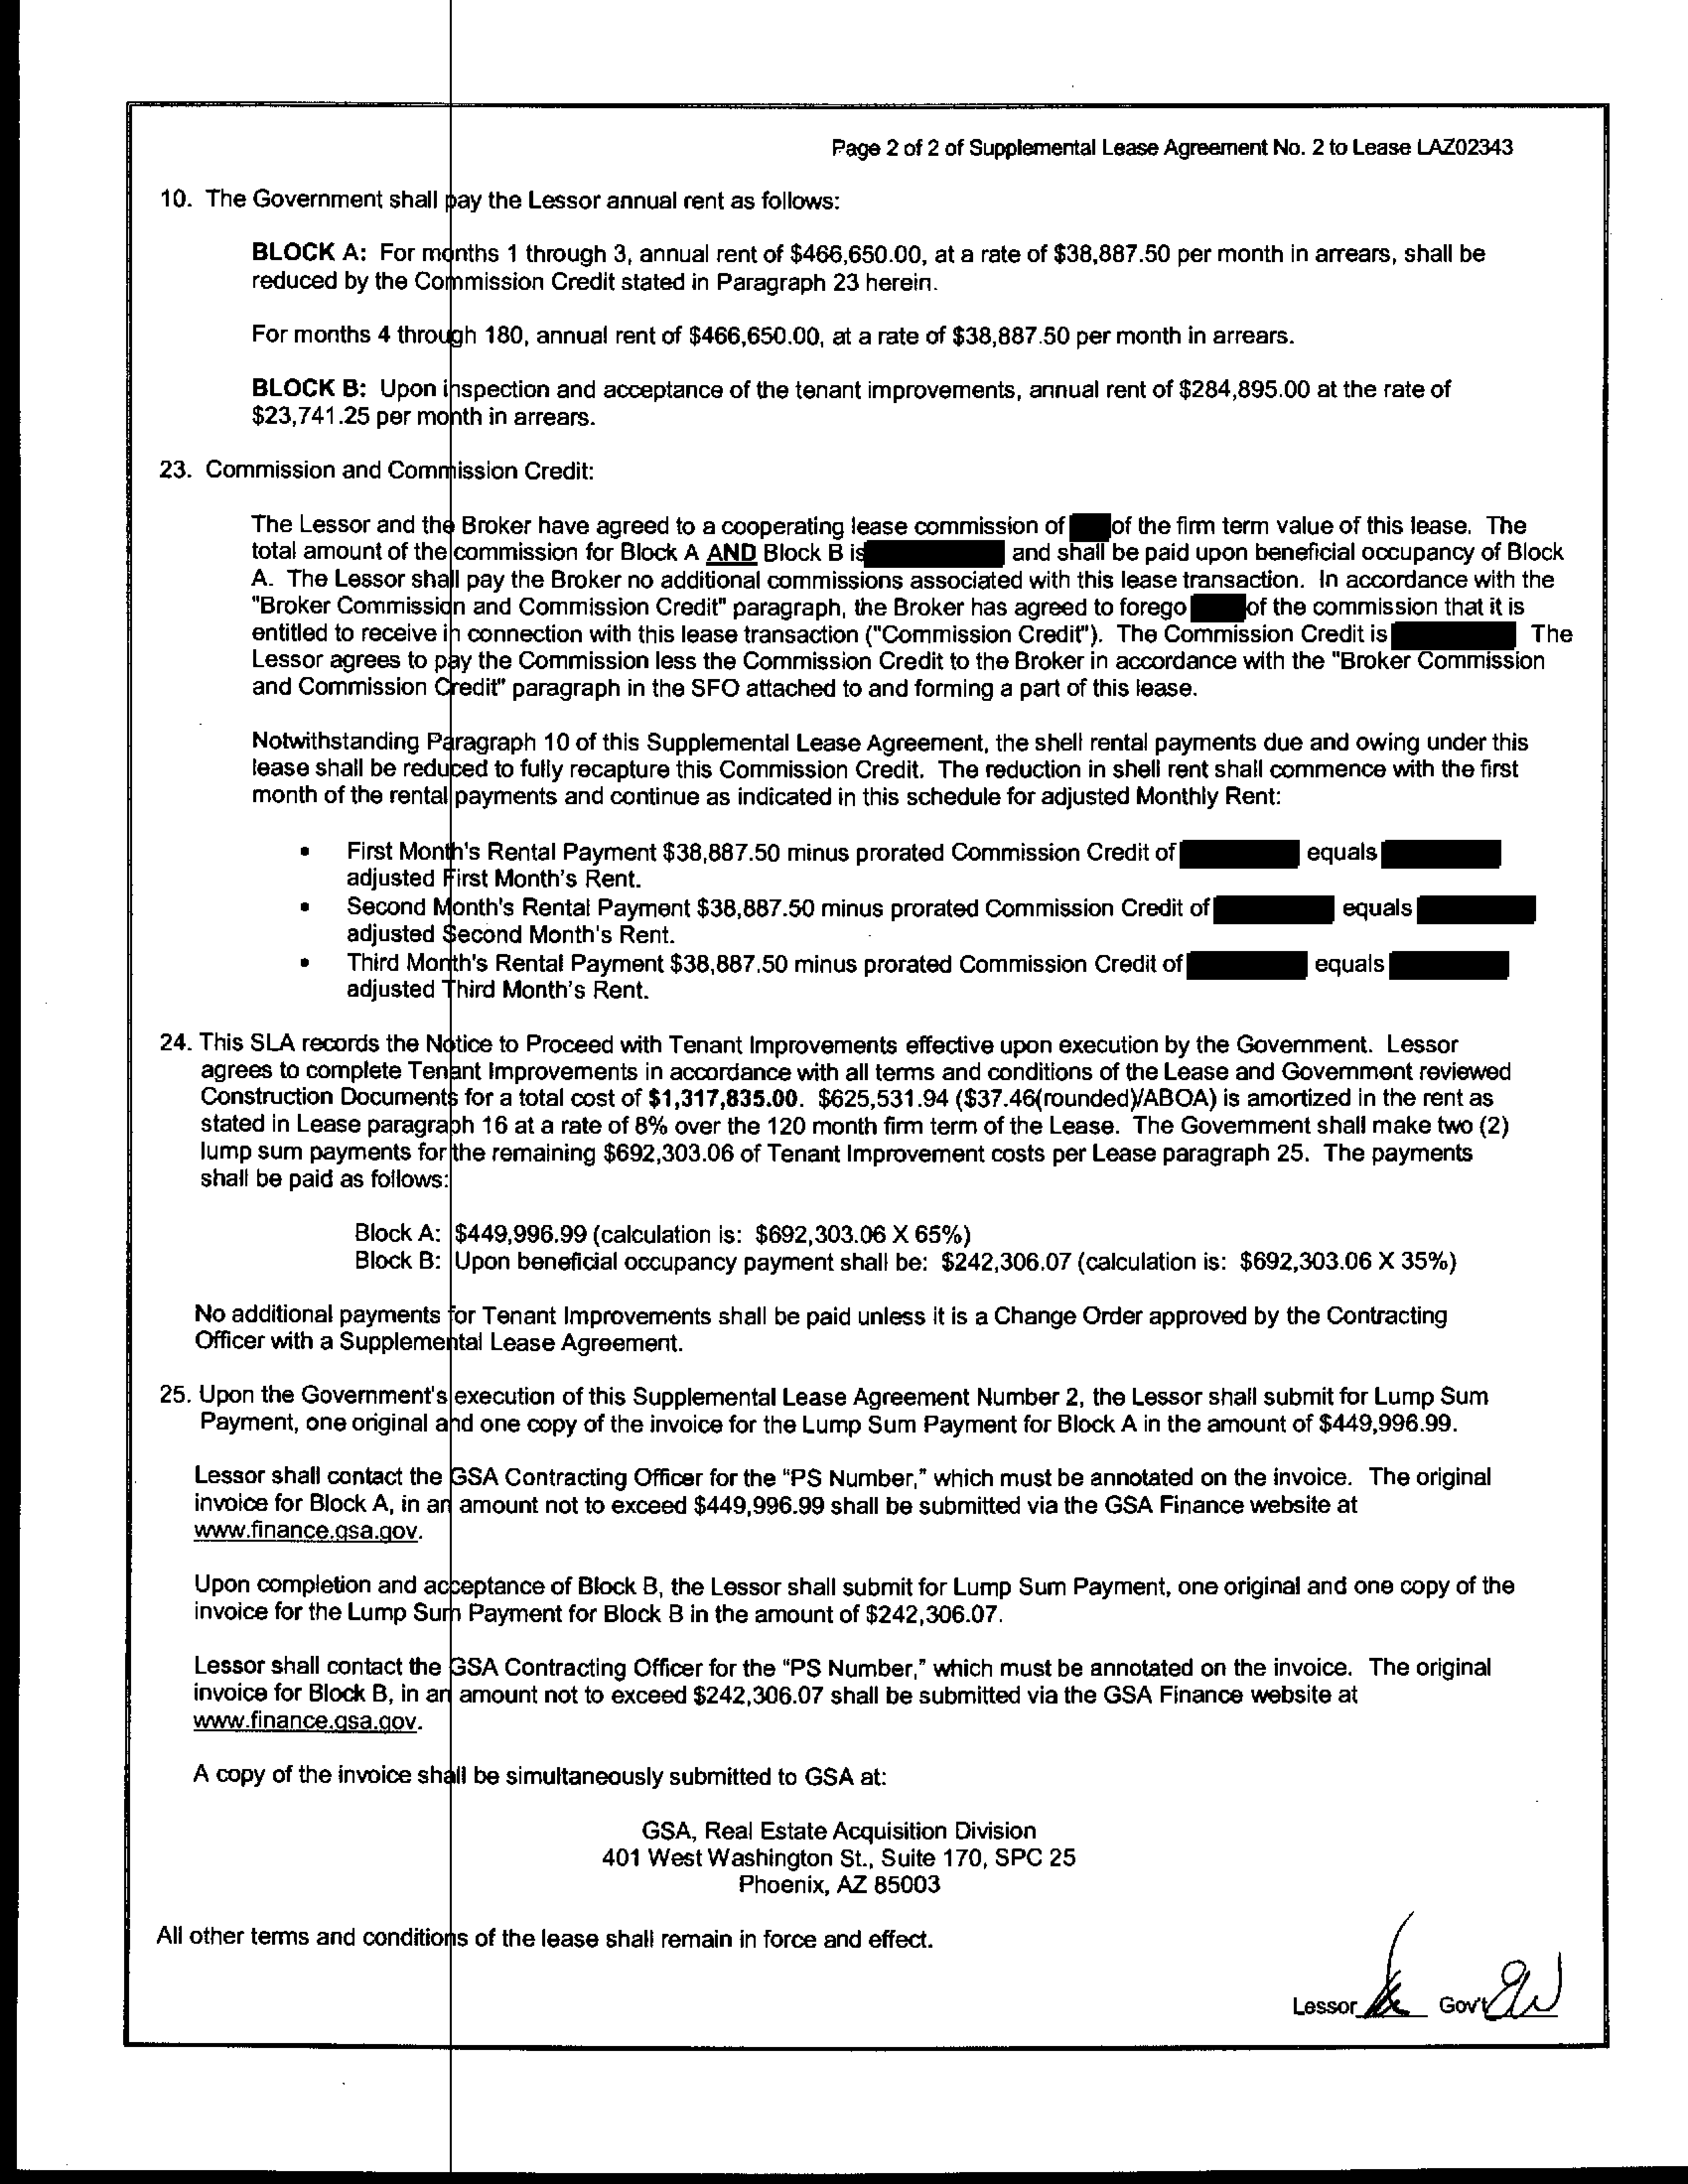 Page 2 of 2 of Supplemental Lease Agreement No. 2 to Lease LAZ02343
10. The Government shall pay the Lessor annual rent as follows:
BLOCK A: For months 1 through 3, annual rent of $466,650.00, at a rate of $38,887.50 per month in arrears, shall be
reduced by the Commission Credit stated in Paragraph 23 herein.
For months 4 through 180, annual rent of $466,650.00, at a rate of $38,887.50 per month in arrears.
BLOCK B: Upon inspection and acceptance of the tenant improvements, annual rent of $284,895.00 at the rate of
$23,741.25 per month in arrears.
23. Commission and Commission Credit:
The Lessor and the Broker have agreed to a cooperating lease commission of of the firm term value of this lease. The
total amount of the commission for Block A AND Block B is and shall be paid upon beneficial occupancy of Block
A. The Lessor shall pay the Broker no additional commissions associated with this lease transaction. In accordance with the
"Broker Commission and Commission Credit" paragraph, the Broker has agreed to forego of the commission that it is
entitled to receive in connection with this lease transaction ("Commission Credit"). The Commission Credit is The
Lessor agrees to pay the Commission less the Commission Credit to the Broker in accordance with the "Broker Commission
and Commission Credit" paragraph in the SFO attached to and forming a part of this lease.
Notwithstanding Paragraph 10 of this Supplemental Lease Agreement, the shell rental payments due and owing under this
lease shall be reduced to fully recapture this Commission Credit. The reduction in shell rent shall commence with the first
month of the rental payments and continue as indicated in this schedule for adjusted Monthly Rent:
• First Month's Rental Payment $38,887.50 minus prorated Commission Credit of equals
adjusted First Month's Rent.
• Second Month's Rental Payment $38,887.50 minus prorated Commission Credit of equals
adjusted Second Month's Rent.
• Third Month's Rental Payment $38,887.50 minus prorated Commission Credit of equals
adjusted Third Month's Rent.
24. This SLA records the Notice to Proceed with Tenant Improvements effective upon execution by the Government. Lessor
agrees to complete Tenant Improvements in accordance with all terms and conditions of the Lease and Government reviewed
Construction Documents for a total cost of $1,317,835.00. $625,531.94 ($37.46(rounded)/ABOA) is amortized in the rent as
stated in Lease paragraph 16 at a rate of 8% over the 120 month firm term of the Lease. The Government shall make two (2)
lump sum payments for the remaining $692,303.06 of Tenant Improvement costs per Lease paragraph 25. The payments
shall be paid as follows:
Block A: $449,996.99 (calculation is: $692,303.06 X 65%)
Block B: Upon beneficial occupancy payment shall be: $242,306.07 (calculation is: $692,303.06 X 35%)
No additional payments for Tenant Improvements shall be paid unless it is a Change Order approved by the Contracting
Officer with a Supplemental Lease Agreement.
25. Upon the Government's execution of this Supplemental Lease Agreement Number 2, the Lessor shall submit for Lump Sum
Payment, one original and one copy of the invoice for the Lump Sum Payment for Block A in the amount of $449,996.99.
Lessor shall contact the GSA Contracting Officer for the "PS Number," which must be annotated on the invoice. The original
invoice for Block A, in an amount not to exceed $449,996.99 shall be submitted via the GSA Finance website at
www.finance.gsa.gov.
Upon completion and acceptance of Block B, the Lessor shall submit for Lump Sum Payment, one original and one copy of the
invoice for the Lump Sum Payment for Block B in the amount of $242,306.07.
Lessor shall contact the GSA Contracting Officer for the "PS Number," which must be annotated on the invoice. The original
invoice for Block B, in an amount not to exceed $242,306.07 shall be submitted via the GSA Finance website at
www.finance.gsa.gov.
A copy of the invoice shall be simultaneously submitted to GSA at:
GSA, Real Estate Acquisition Division
401 West Washington St., Suite 170, SPC 25
Phoenix, AZ 85003
All other terms and conditions of the lease shall remain in force and effect.
Lessor Gov't